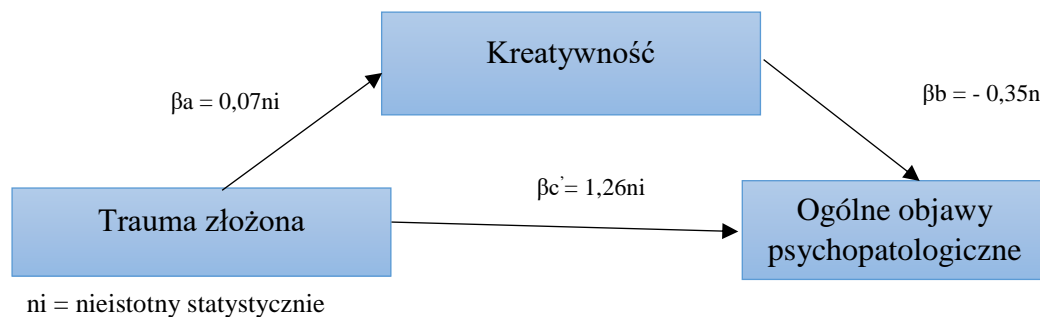 Kreatywność
βa = 0,07ni
βb = - 0,35n
βc’= 1,26ni
Trauma złożona
Ogólne objawy
psychopatologiczne
ni = nieistotny statystycznie